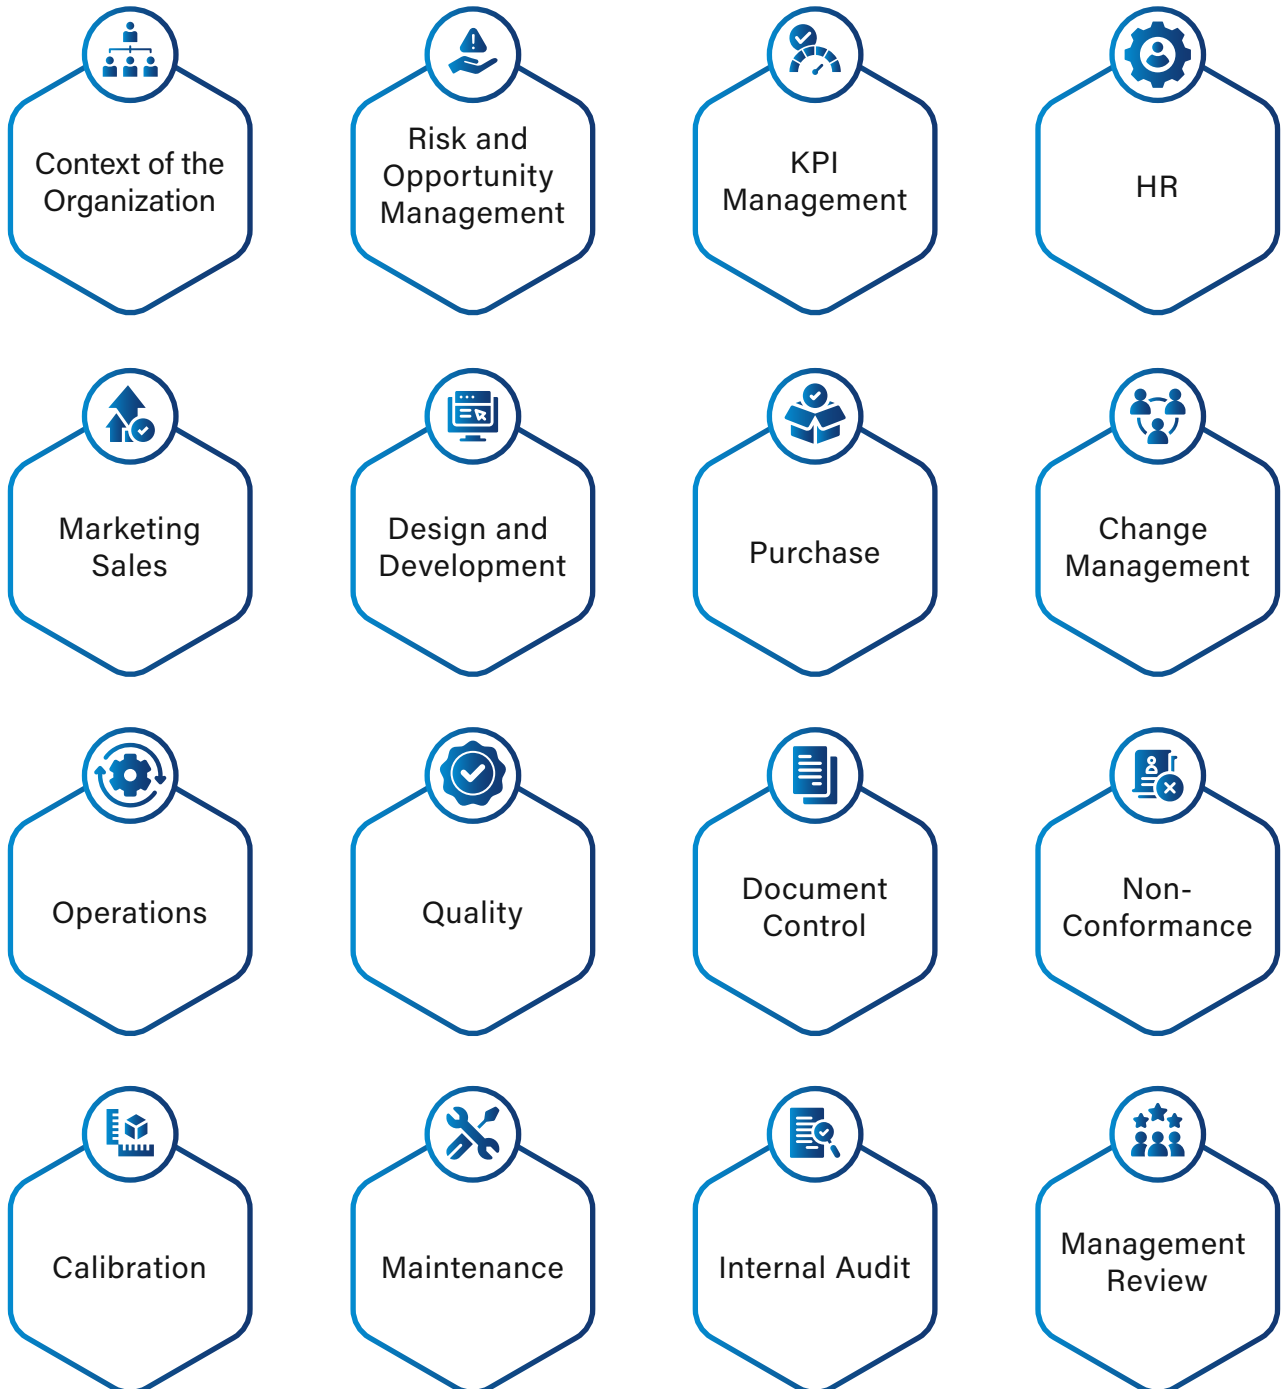 Context of the
Organization
Risk and
Opportunity
Management
KPI
Management
HR
Marketing
Sales
Design and
Development
Purchase
Change
Management
Operations
Quality
Document
Control
Non-
Conformance
Calibration
Maintenance
Internal Audit
Management
Review